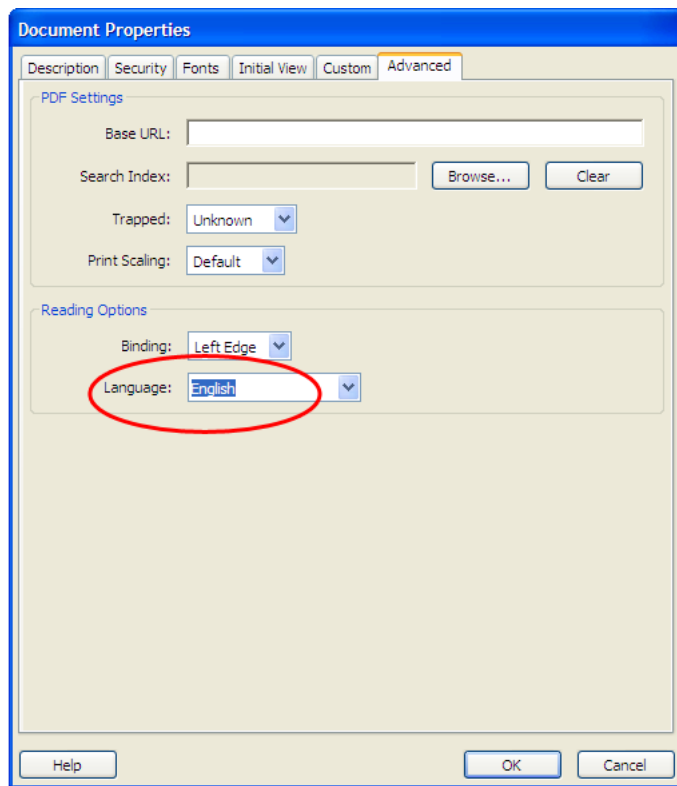 Document Properties
Description Security Fonts Initial View Custom Advanced
PDF Settings
Base URL:
Search Index: Browse... Clear
Trapped: Unknown
Print Scaling: Default
Reading Options
Binding: Left Edge
Language: English
Help OK Cancel